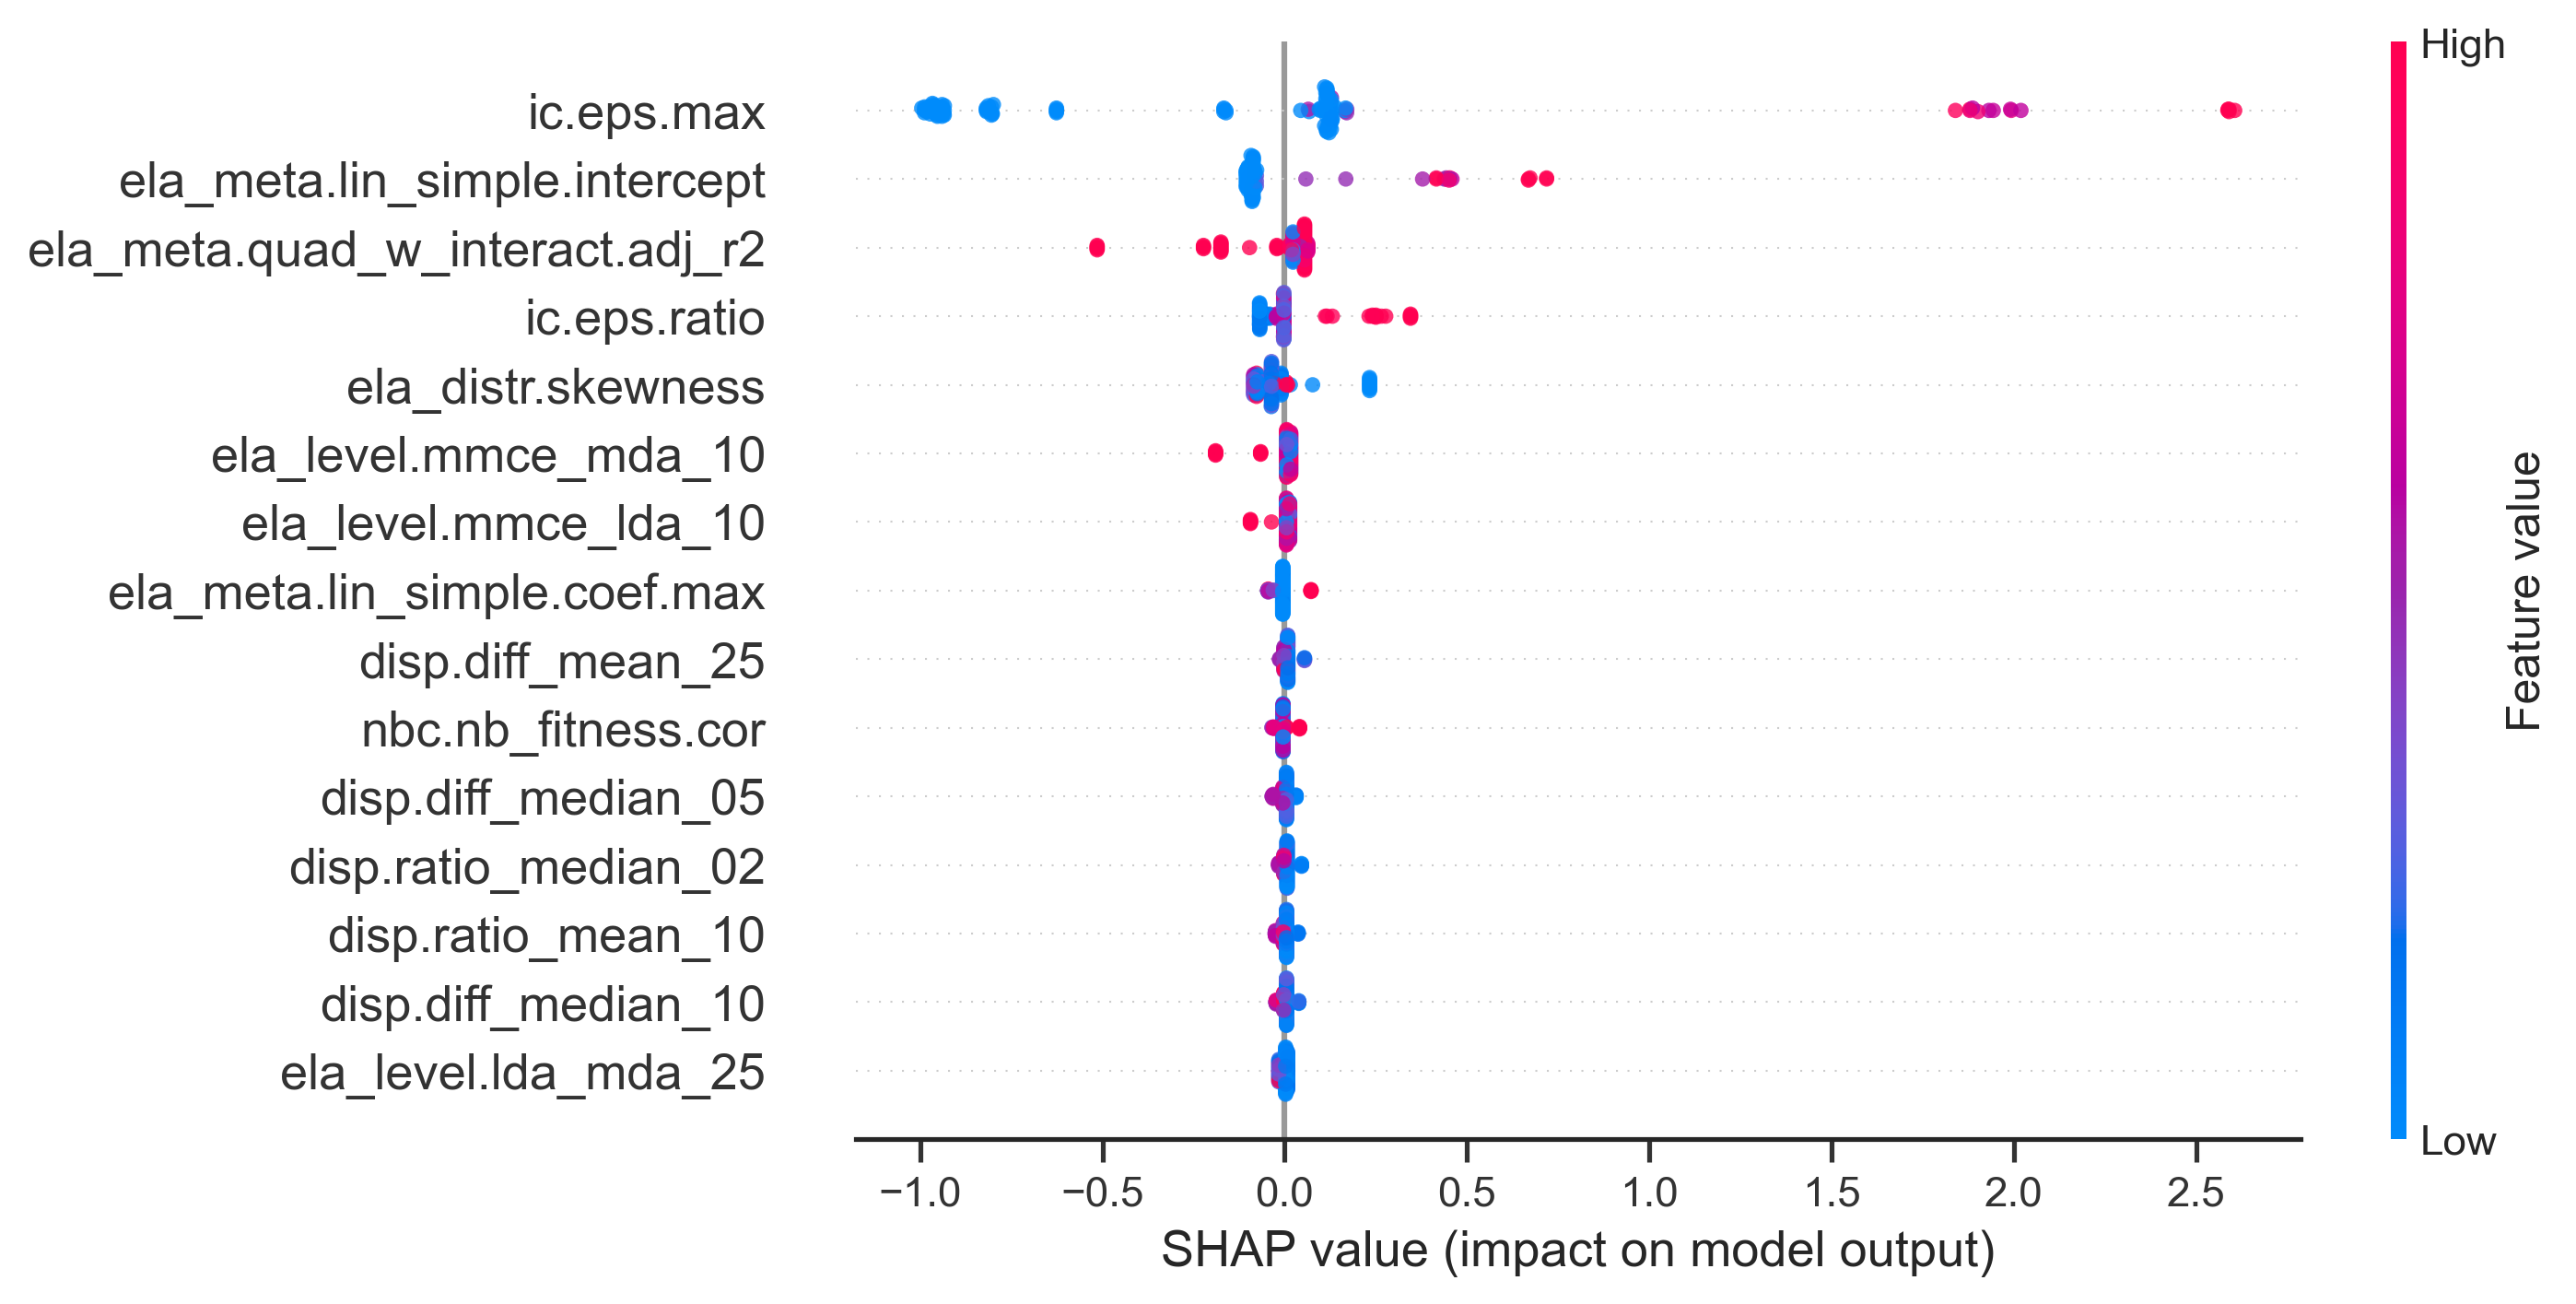 High
ic.eps.max
ela_meta.lin_simple.intercept
ela_meta.quad_w_interact.adj_r2
ic.eps.ratio
ela_distr.skewness
ela_level.mmce_mda_10
ela_level.mmce_lda_10
ela_meta.lin_simple.coef.max
disp.diff_mean_25
nbc.nb_fitness.cor
disp.diff_median_05
disp.ratio_median_02
disp.ratio_mean_10
disp.diff_median_10
ela_level.lda_mda_25
Feature value
Low
−1.0 −0.5 0.0 0.5 1.0 1.5 2.0 2.5
SHAP value (impact on model output)